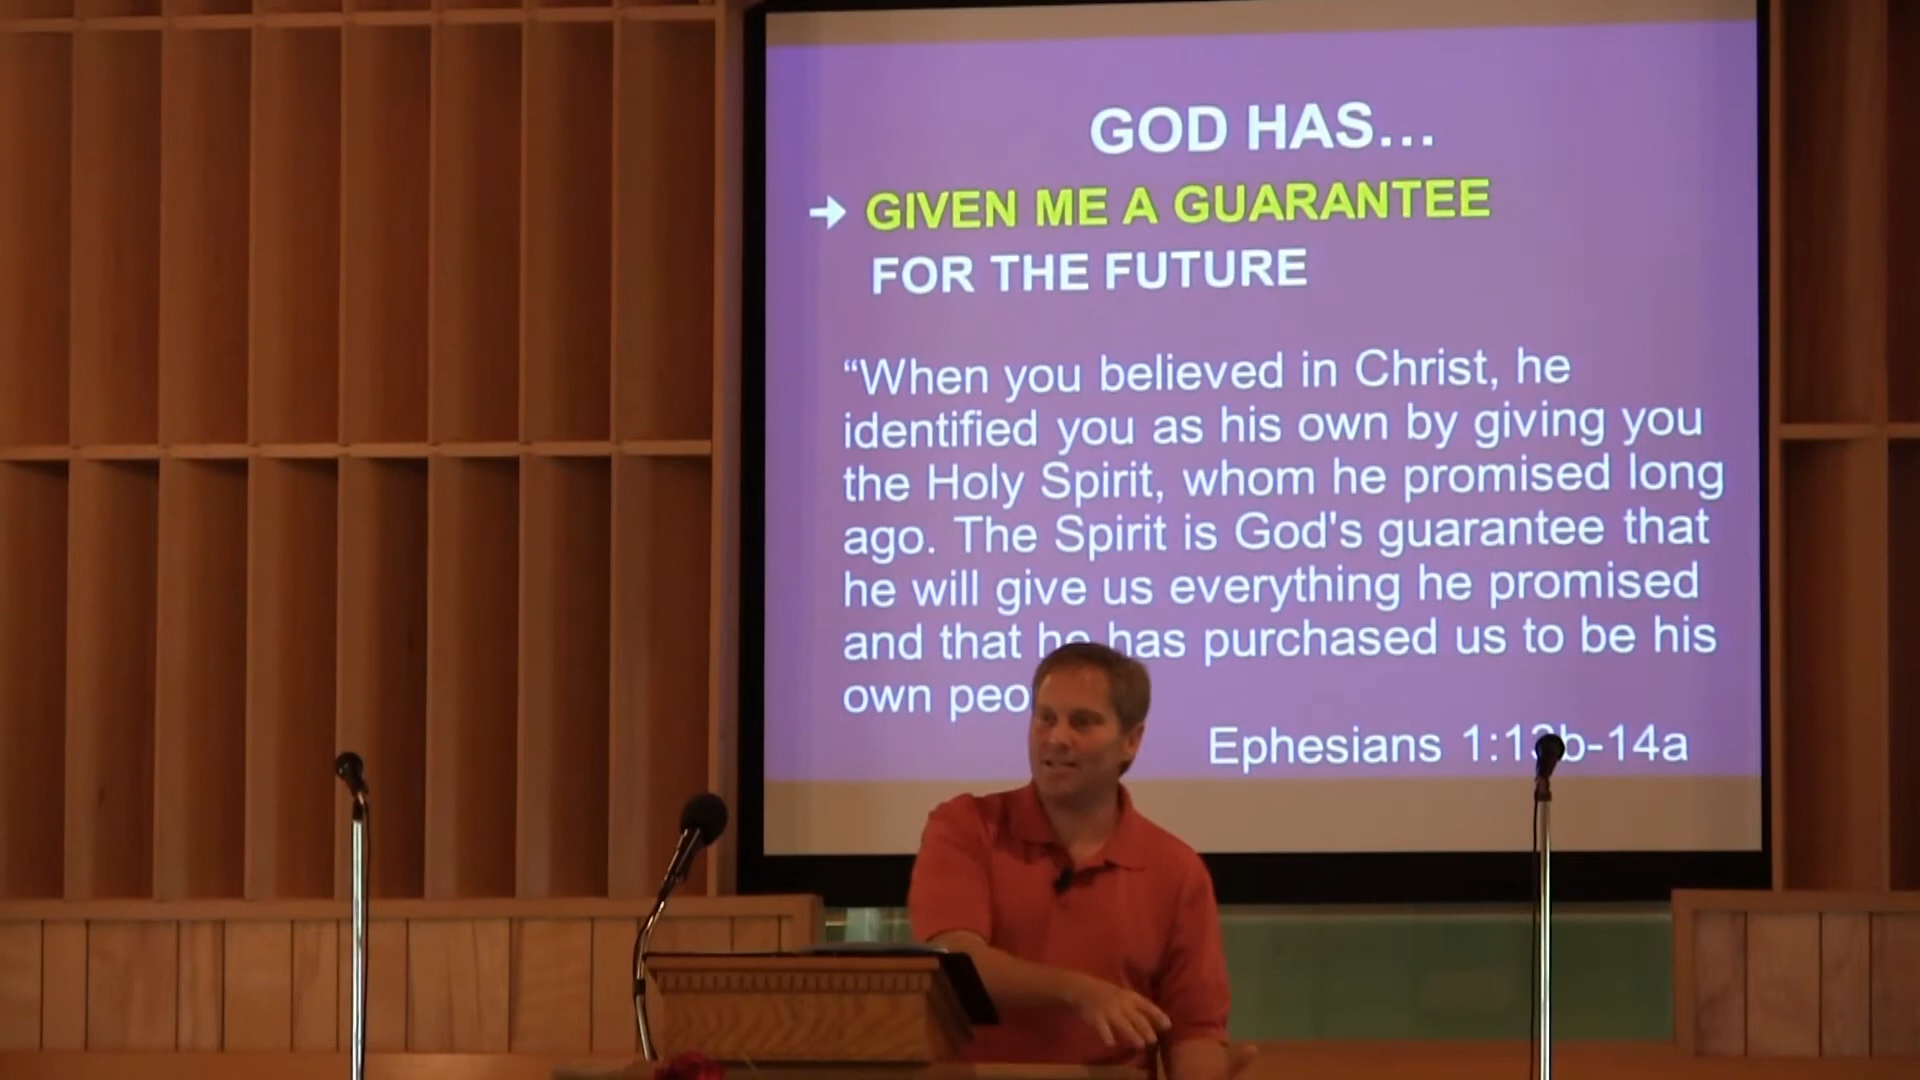 GOD HAS...
GIVEN ME A GUARANTEE
FOR THE FUTURE
“When you believed in Christ, he
identified you as his own by giving you
the Holy Spirit, whom he promised long
ago. The Spirit is God's guarantee that
he will give us everything he promised
and that he has purchased us to be his
own
Ephesians 1:13b-14a